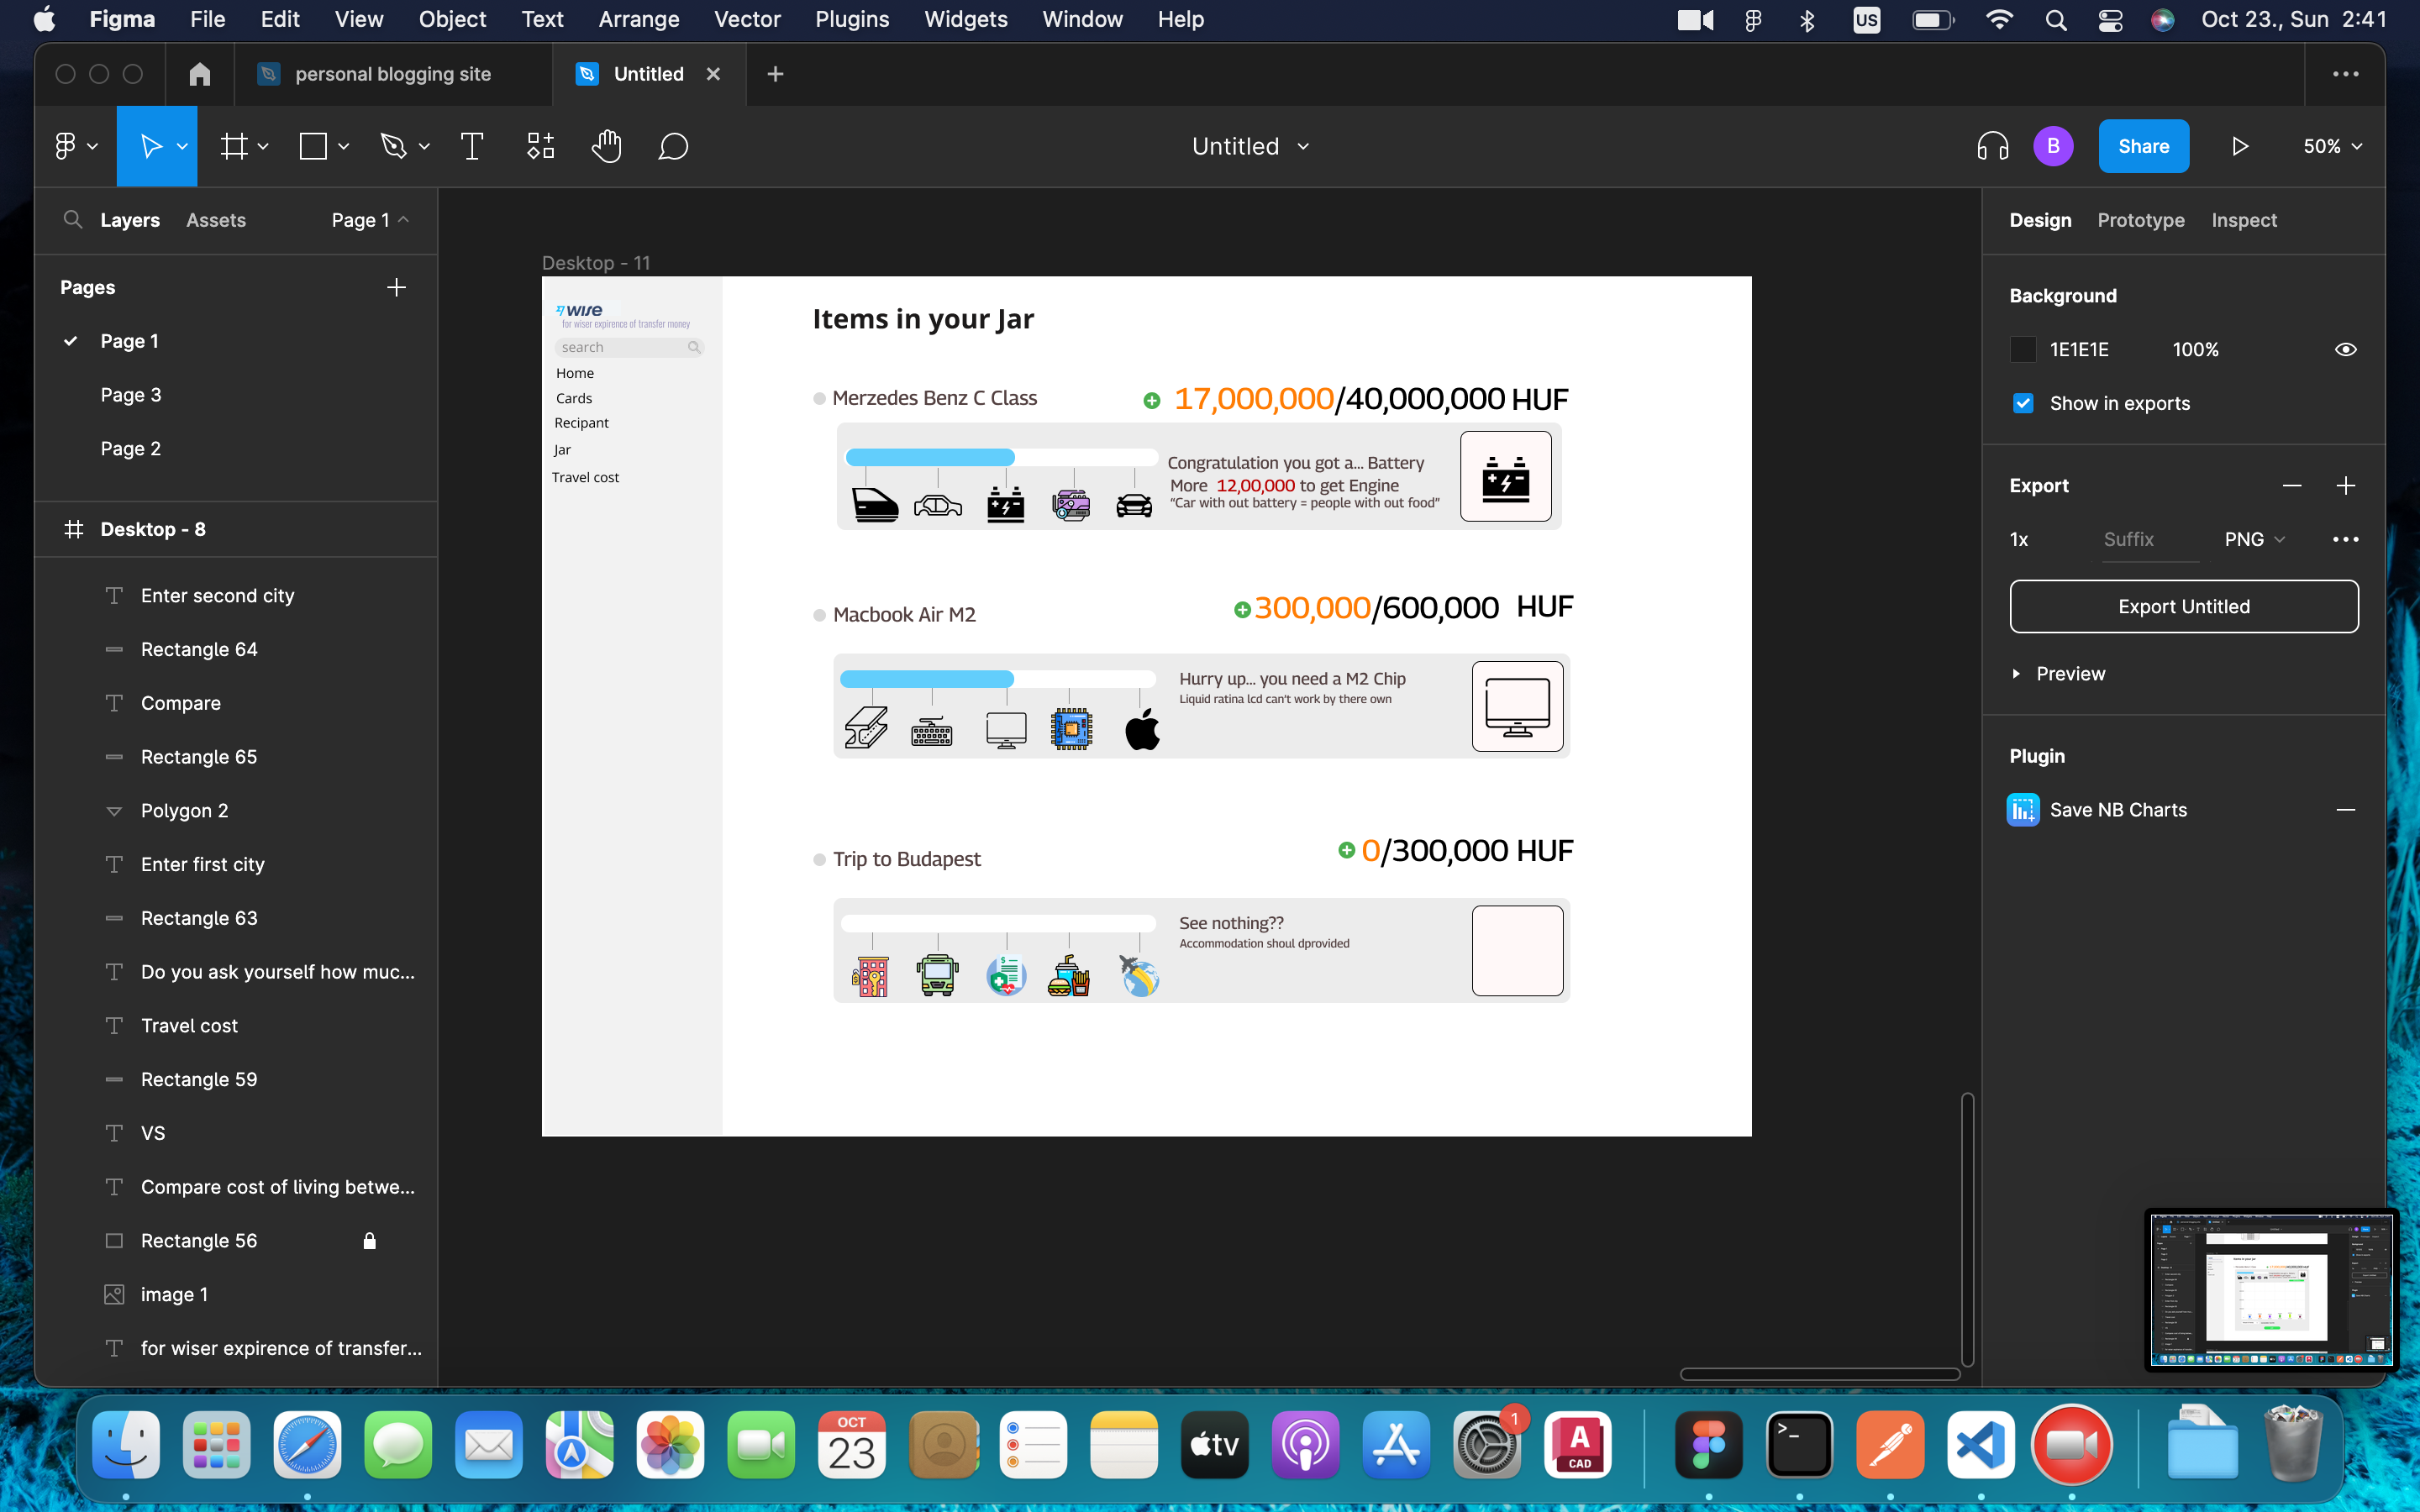 Figma File Edit View Object Text Arrange Vector Plugins Widgets Window Help US Oct 23., Sun 2:41
personal blogging site Untitled
Untitled B Share 50%
Layers Assets Page 1
Pages
Page 1
Page 3
Page 2
Desktop - 8
Enter second city
Rectangle 64
Compare
Rectangle 65
Polygon 2
Enter first city
Rectangle 63
Do you ask yourself how muc...
Travel cost
Rectangle 59
VS
Compare cost of living betwe...
Rectangle 56
image 1
for wiser expirence of transfer...
Desktop - 11
wise
for wiser expirence of transfer money
search
Home
Cards
Recipant
Jar
Travel cost
Items in your Jar
Merzedes Benz C Class 17,000,000/40,000,000 HUF
Congratulation you got a... Battery
More 12,00,000 to get Engine
“Car with out battery = people with out food”
Macbook Air M2 300,000/600,000 HUF
Hurry up... you need a M2 Chip
Liquid ratina lcd can't work by there own
Trip to Budapest 0/300,000 HUF
See nothing??
Accommodation shoul dprovided
Design Prototype Inspect
Background
1E1E1E 100%
Show in exports
Export
1x Suffix PNG
Export Untitled
Preview
Plugin
Save NB Charts
OCT
23
tv
1
A
CAD